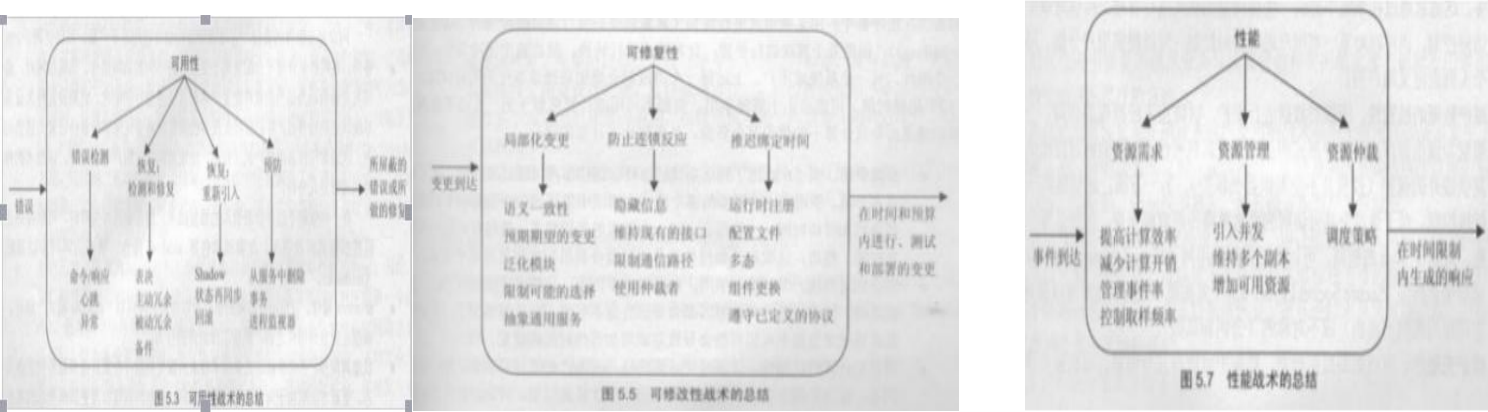 可用性
错误检测
恢复:
检测和修复
恢复:
重新引入
预防
错误
所屏蔽的
错误或所
做的修复
命令/响应
心跳
异常
表决
主动冗余
被动冗余
备件
Shadow
状态再同步
回滚
从服务中删除
事务
进程监视器
图 5.3 可用性战术的总结
可修复性
局部化变更
防止连锁反应
推迟绑定时间
变更到达
语义一致性
预期期望的变更
泛化模块
限制可能的选择
抽象通用服务
隐藏信息
维持现有的接口
限制通信路径
使用仲裁者
运行时注册
配置文件
多态
组件更换
遵守已定义的协议
在时间和预算
内进行、测试
和部署的变更
图 5.5 可修改性战术的总结
性能
资源需求
资源管理
资源仲裁
事件到达
提高计算效率
减少计算开销
管理事件率
控制取样频率
引入并发
维持多个副本
增加可用资源
调度策略
在时间限制
内生成的响应
图 5.7 性能战术的总结